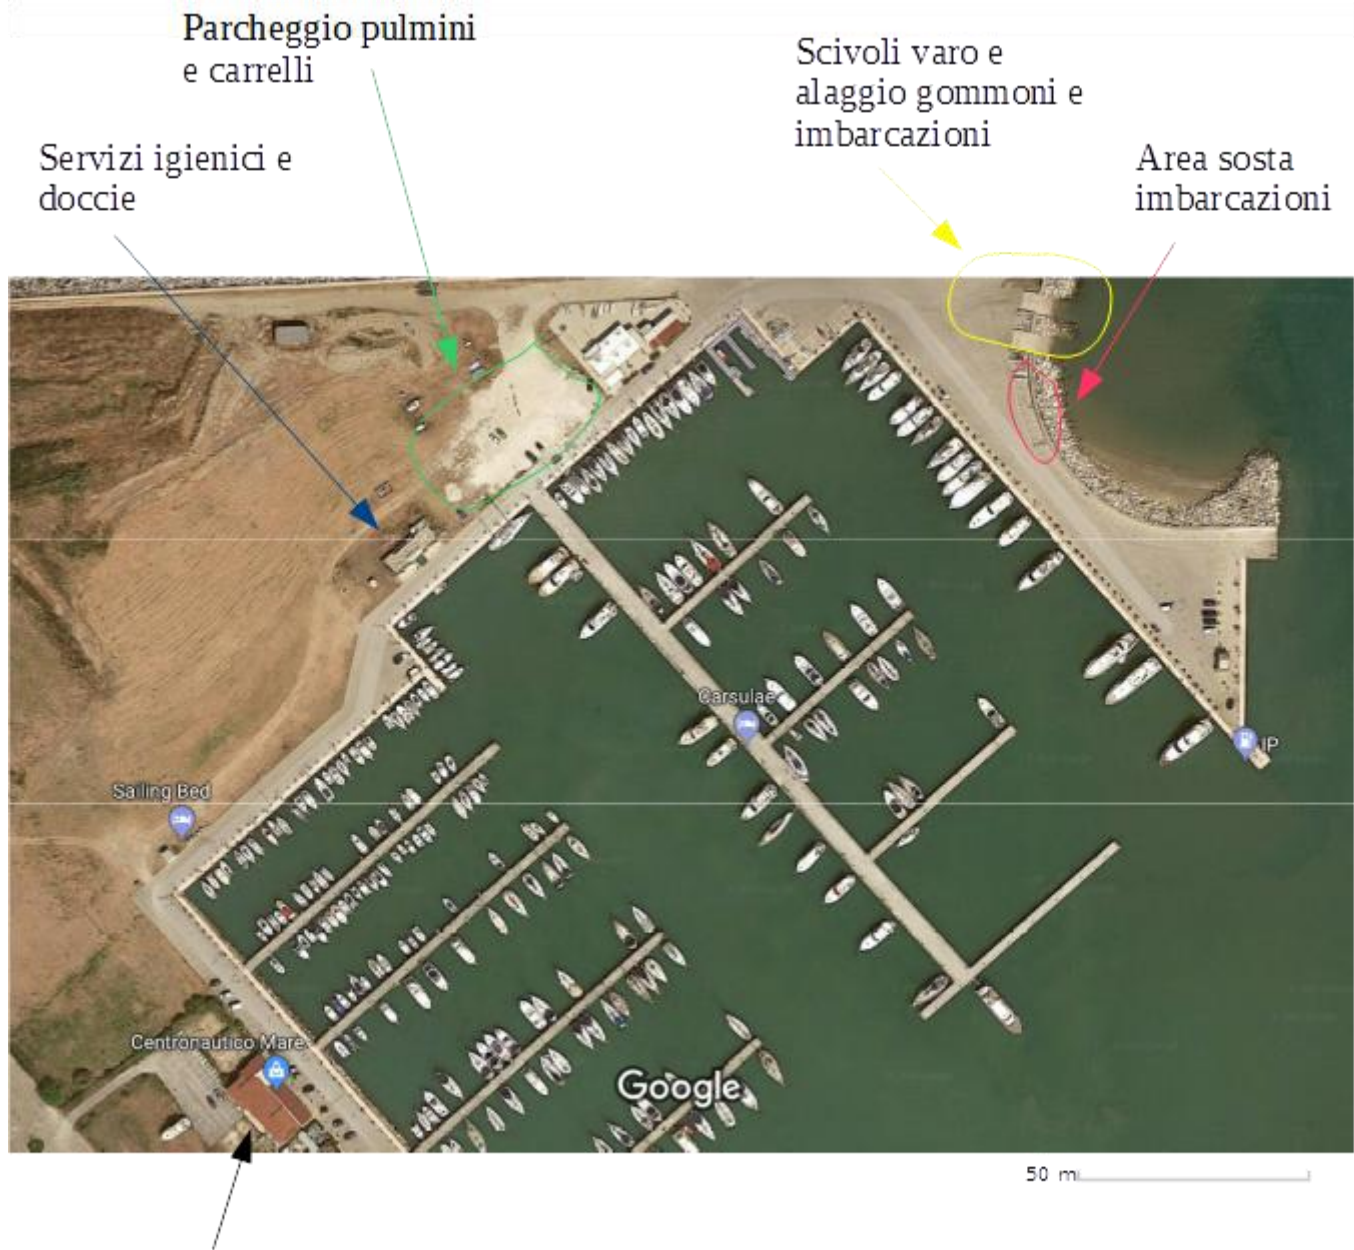 Parcheggio pulmini
e carrelli
Scivoli varo e
alaggio gommoni e
imbarcazioni
Servizi igienici e
doccie
Area sosta
imbarcazioni
Carsulae
IP
Sailing Bed
Centronautico Mare
Google
50 m